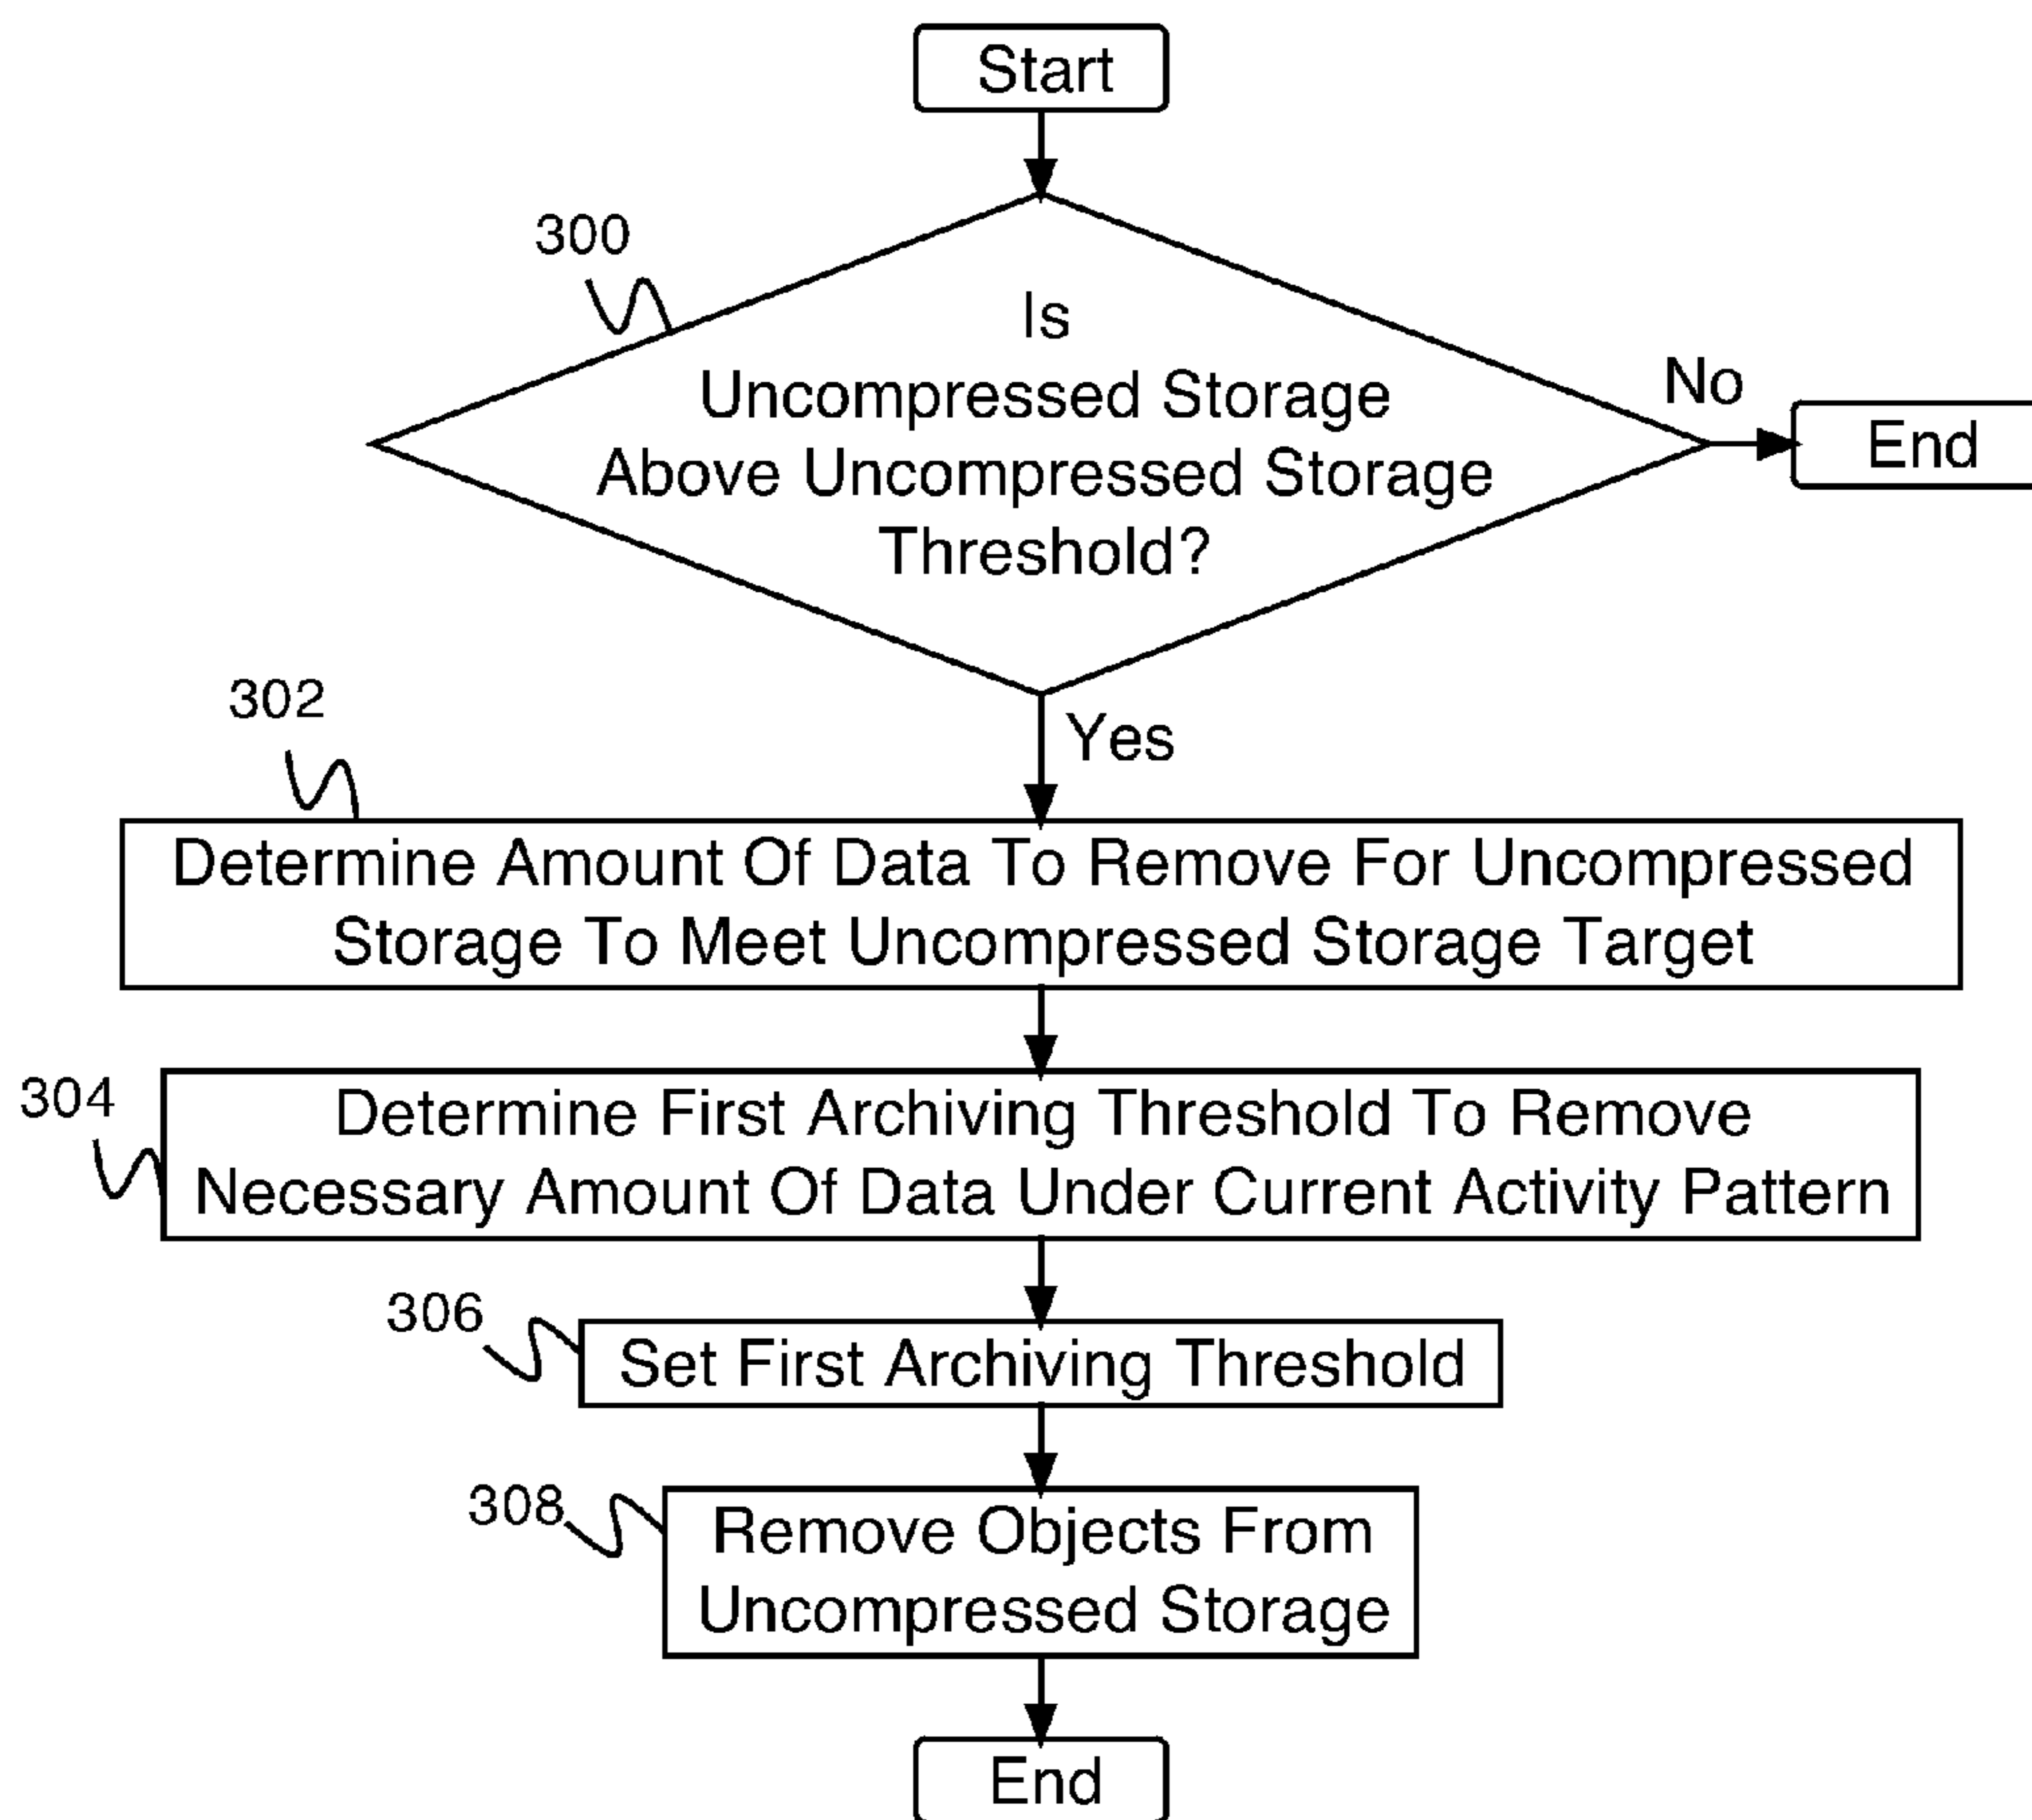 Start
300
Is
Uncompressed Storage
Above Uncompressed Storage
Threshold?
No
End
Yes
302
Determine Amount Of Data To Remove For Uncompressed
Storage To Meet Uncompressed Storage Target
304
Determine First Archiving Threshold To Remove
Necessary Amount Of Data Under Current Activity Pattern
306
Set First Archiving Threshold
308
Remove Objects From
Uncompressed Storage
End